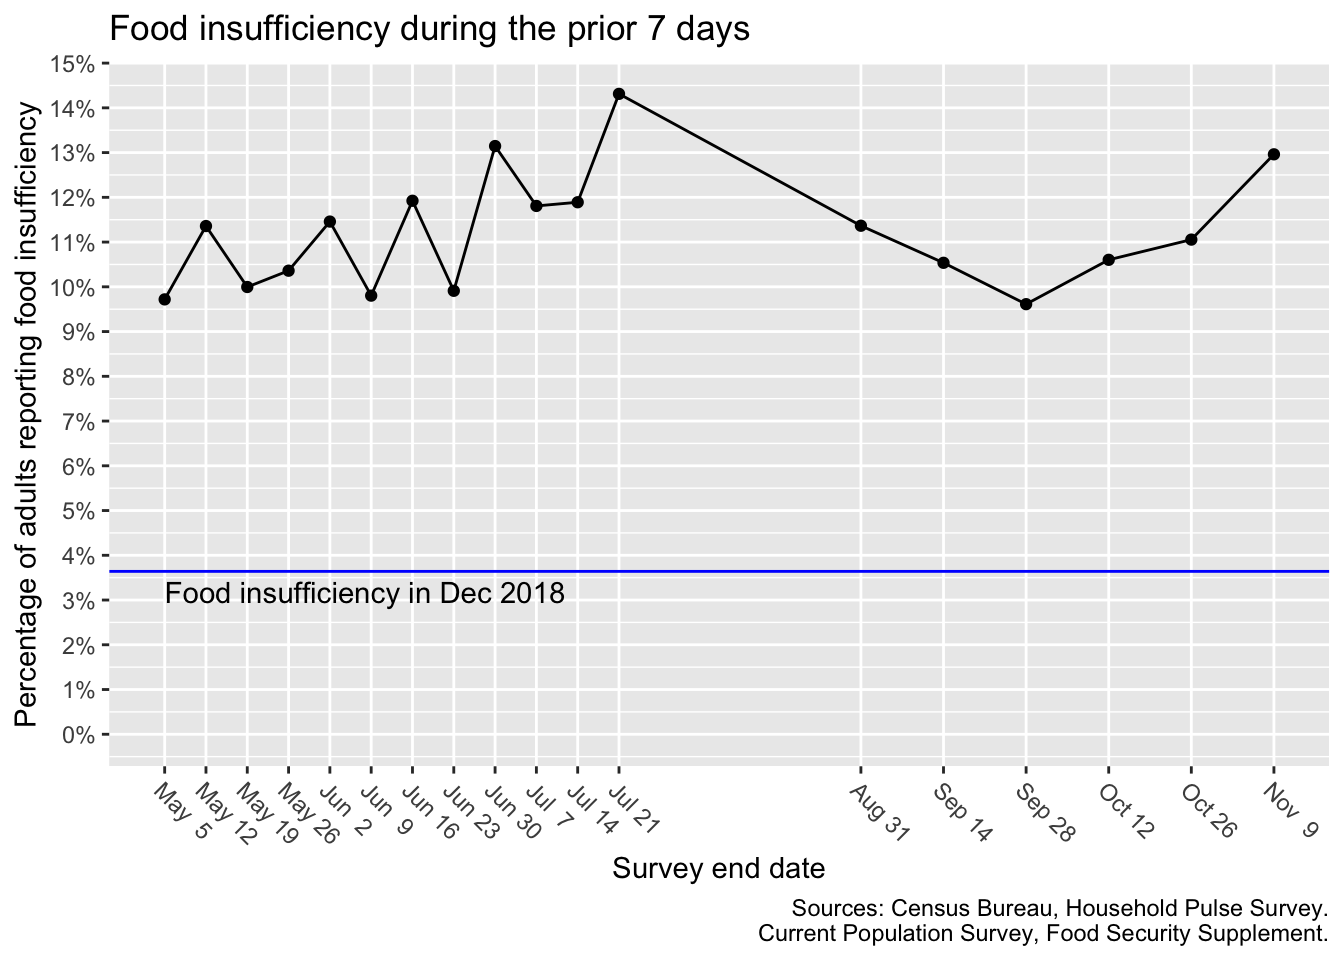 Food insufficiency during the prior 7 days
Percentage of adults reporting food insufficiency
15%
14%
13%
12%
11%
10%
9%
8%
7%
6%
5%
4%
3%
2%
1%
0%
Food insufficiency in Dec 2018
May 5
May 12
May 19
May 26
Jun 2
Jun 9
Jun 16
Jun 23
Jun 30
Jul 7
Jul 14
Jul 21
Aug 31
Sep 14
Sep 28
Oct 12
Oct 26
Nov 9
Survey end date
Sources: Census Bureau, Household Pulse Survey.
Current Population Survey, Food Security Supplement.